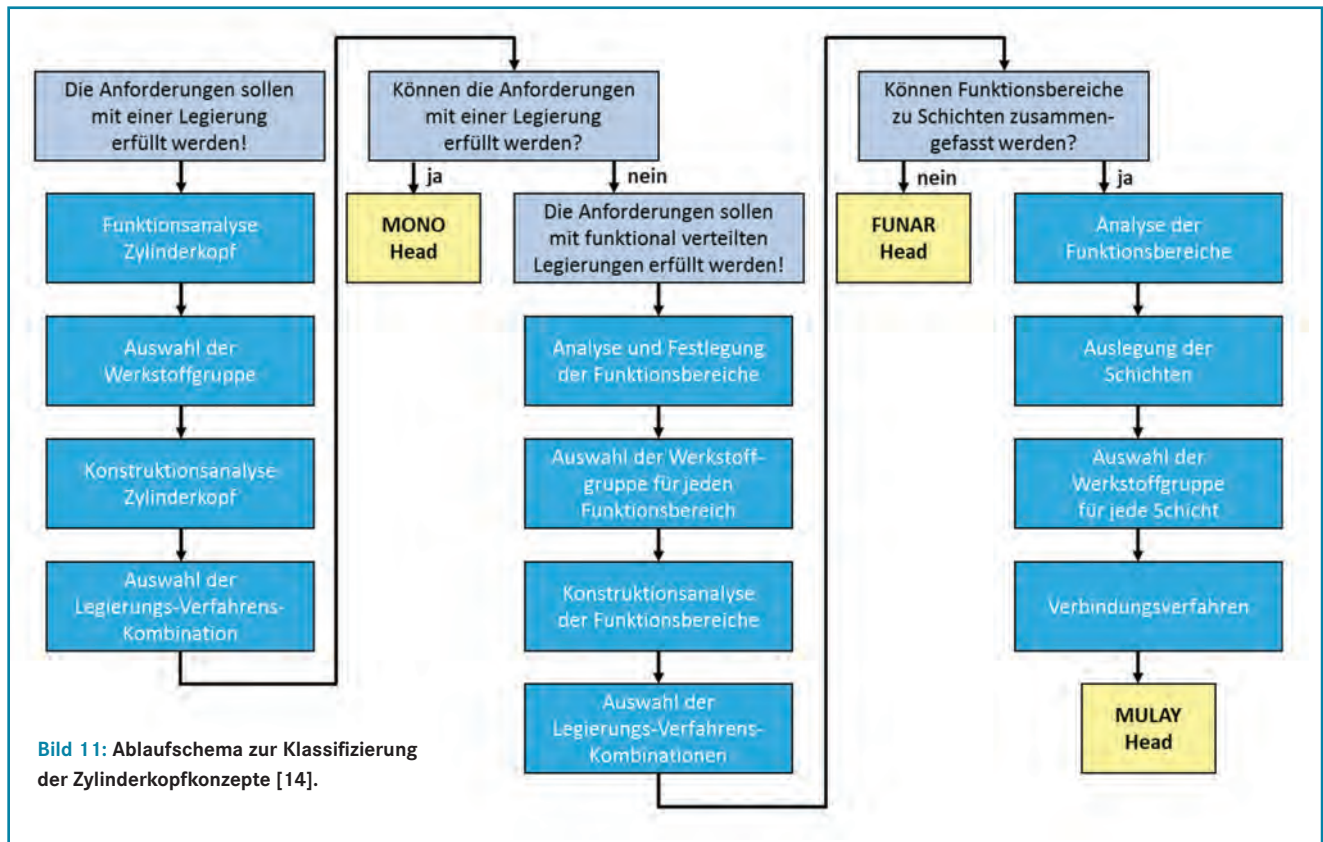 Die Anforderungen sollen
mit einer Legierung
erfüllt werden!
Funktionsanalyse
Zylinderkopf
Auswahl der
Werkstoffgruppe
Konstruktionsanalyse
Zylinderkopf
Auswahl der
Legierungs-Verfahrens-
Kombination
Können die Anforderungen
mit einer Legierung
erfüllt werden?
ja
nein
MONO
Head
Die Anforderungen sollen
mit funktional verteilten
Legierungen erfüllt werden!
Analyse und Festlegung
der Funktionsbereiche
Auswahl der Werkstoff-
gruppe für jeden
Funktionsbereich
Konstruktionsanalyse
der Funktionsbereiche
Auswahl der
Legierungs-Verfahrens-
Kombinationen
Können Funktionsbereiche
zu Schichten zusammen-
gefasst werden?
nein
ja
FUNAR
Head
Analyse der
Funktionsbereiche
Auslegung der
Schichten
Auswahl der
Werkstoffgruppe
für jede Schicht
Verbindungsverfahren
MULAY
Head
Bild 11: Ablaufschema zur Klassifizierung
der Zylinderkopfkonzepte [14].